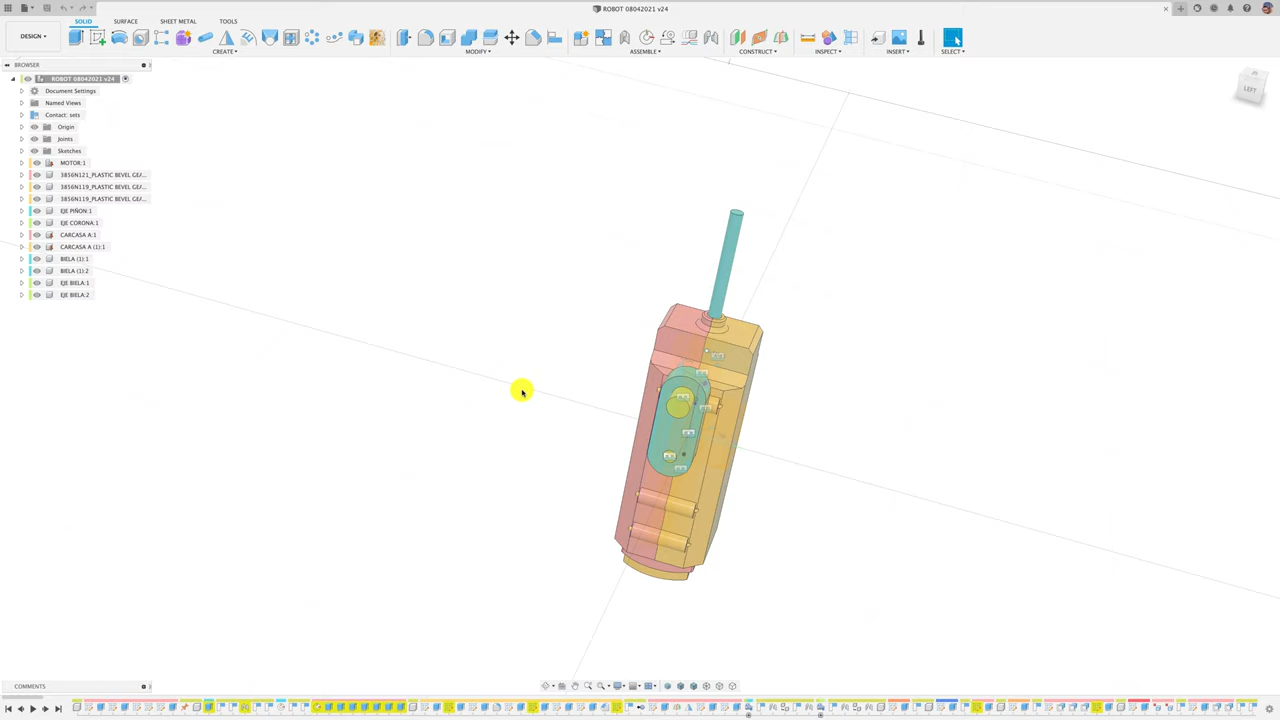 ROBOT 08042021 v24
SOLID
SURFACE
SHEET METAL
TOOLS
DESIGN
CREATE
MODIFY
ASSEMBLE
CONSTRUCT
INSPECT
INSERT
SELECT
BROWSER
ROBOT 08042021 v24
Document Settings
Named Views
Contact: sets
Origin
Joints
Sketches
MOTOR:1
3856N121_PLASTIC BEVEL GEA...
3856N119_PLASTIC BEVEL GEA...
3856N119_PLASTIC BEVEL GEA...
EJE PIÑON:1
EJE CORONA:1
CARCASA A:1
CARCASA A (1):1
BIELA (1):1
BIELA (1):2
EJE BIELA:1
EJE BIELA:2
LEFT
COMMENTS